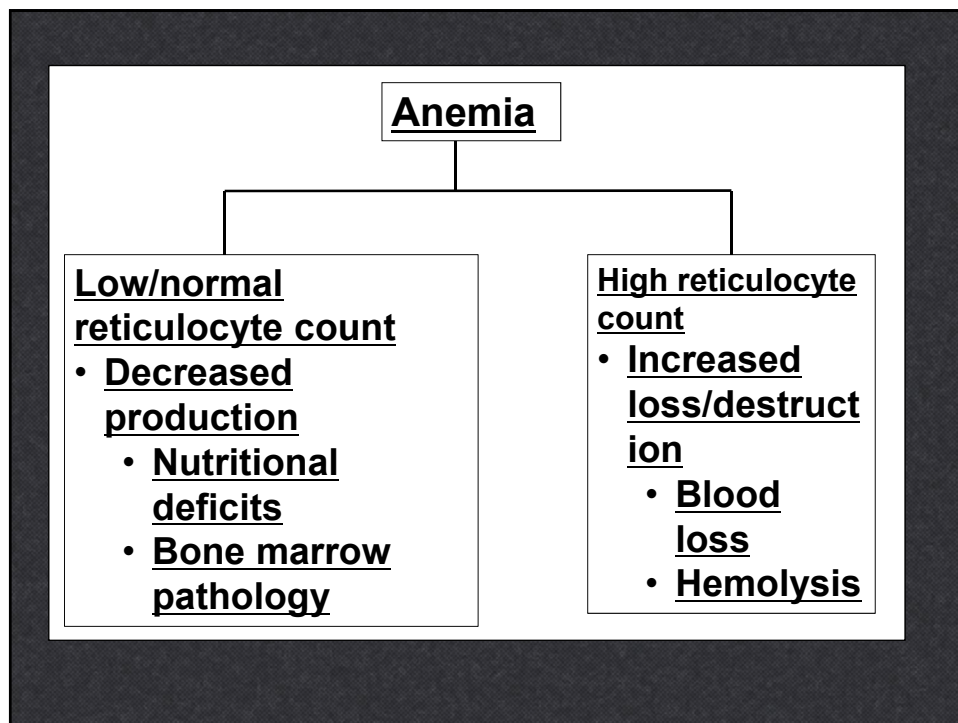 Anemia
Low/normal
reticulocyte count
• Decreased
production
• Nutritional
deficits
• Bone marrow
pathology
High reticulocyte
count
• Increased
loss/destruct
ion
• Blood
loss
• Hemolysis